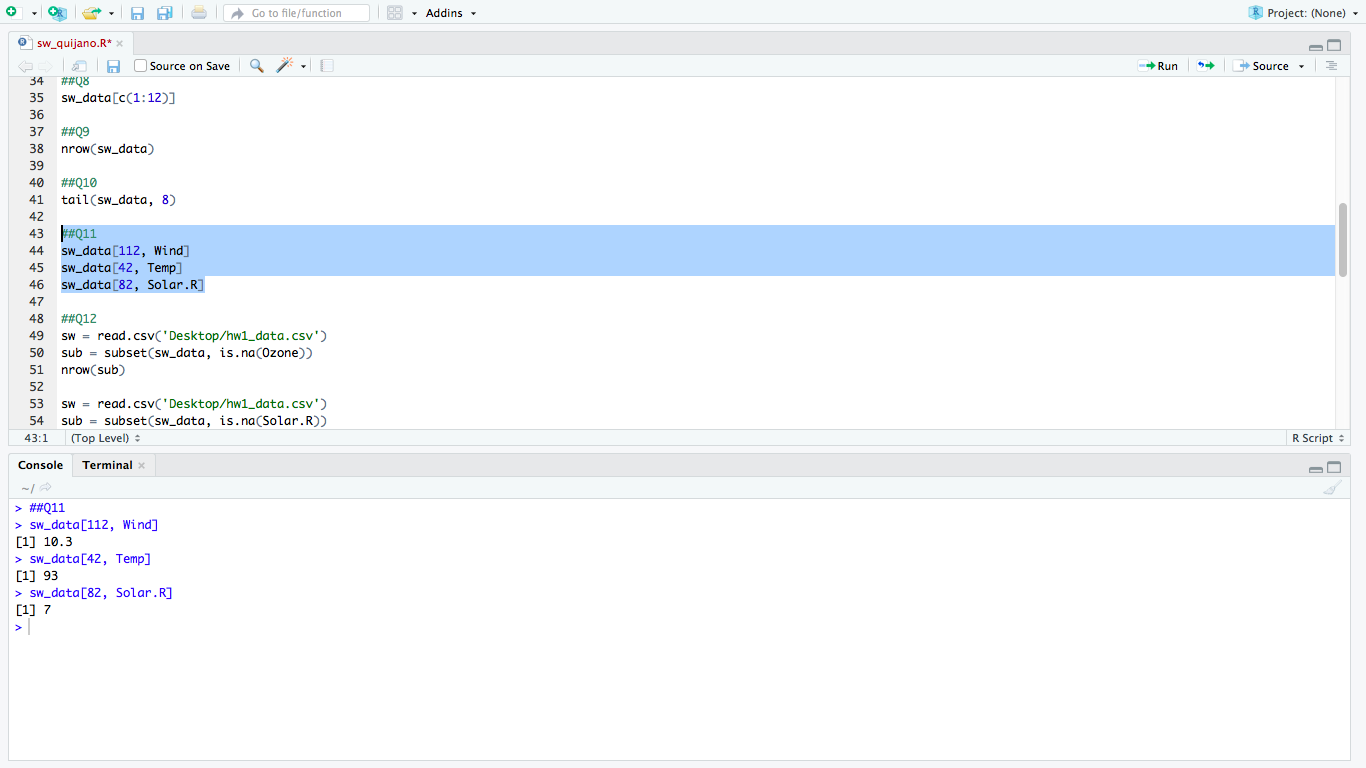 Go to file/function
Addins
Project: (None)
sw_quijano.R*
Source on Save
Run
Source
34 ##Q8
35 sw_data[c(1:12)]
36
37 ##Q9
38 nrow(sw_data)
39
40 ##Q10
41 tail(sw_data, 8)
42
43 ##Q11
44 sw_data[112, Wind]
45 sw_data[42, Temp]
46 sw_data[82, Solar.R]
47
48 ##Q12
49 sw = read.csv('Desktop/hw1_data.csv')
50 sub = subset(sw_data, is.na(Ozone))
51 nrow(sub)
52
53 sw = read.csv('Desktop/hw1_data.csv')
54 sub = subset(sw_data, is.na(Solar.R))
43:1 (Top Level) R Script
Console Terminal
~/
> ##Q11
> sw_data[112, Wind]
[1] 10.3
> sw_data[42, Temp]
[1] 93
> sw_data[82, Solar.R]
[1] 7
>